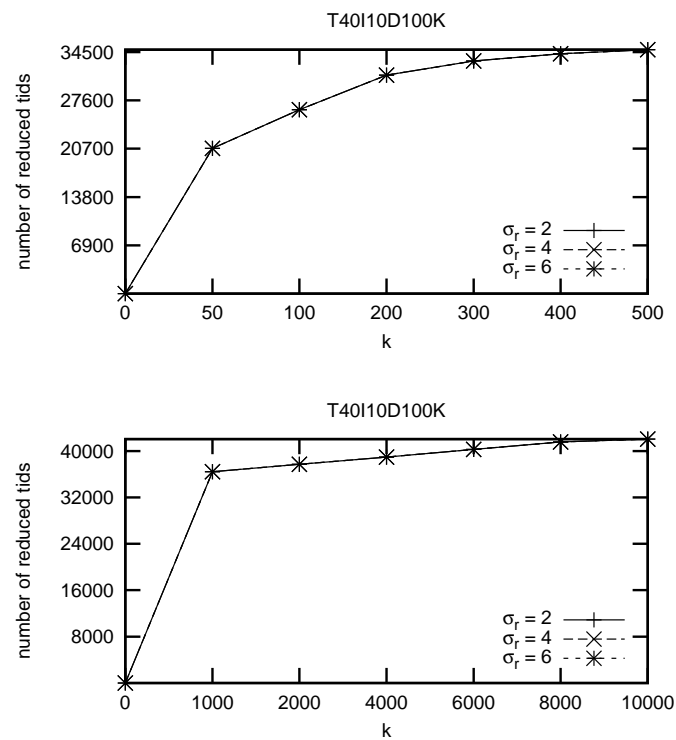 T40I10D100K
number of reduced tids
34500
27600
20700
13800
6900
σr = 2
σr = 4
σr = 6
0 50 100 200 300 400 500
k
T40I10D100K
number of reduced tids
40000
32000
24000
16000
8000
σr = 2
σr = 4
σr = 6
0 1000 2000 4000 6000 8000 10000
k